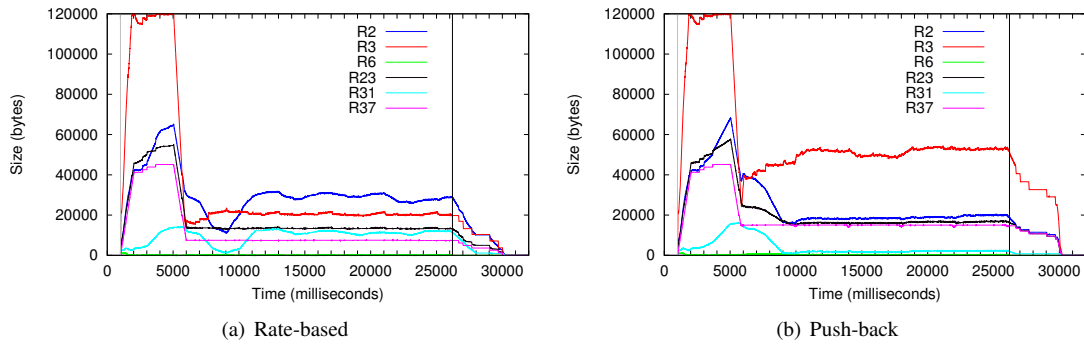 120000
100000
80000
60000
40000
20000
0
Size (bytes)
R2
R3
R6
R23
R31
R37
0 5000 10000 15000 20000 25000 30000
Time (milliseconds)
(a) Rate-based
120000
100000
80000
60000
40000
20000
0
Size (bytes)
R2
R3
R6
R23
R31
R37
0 5000 10000 15000 20000 25000 30000
Time (milliseconds)
(b) Push-back